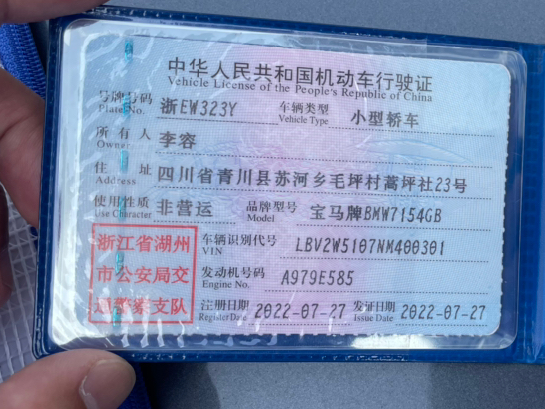 中华人民共和国机动车行驶证
Vehicle License of the People's Republic of China
号牌号码 Plate No. 浙EW323Y 车辆类型 Vehicle Type 小型轿车
所有人 Owner 李容
住址 Address 四川省青川县苏河乡毛坪村蒿坪社23号
使用性质 Use Character 非营运 品牌型号 Model 宝马牌BMW7154GB
浙江省湖州
市公安局交
通警察支队
车辆识别代号 VIN LBV2W5107NM400301
发动机号码 Engine No. A979E585
注册日期 Register Date 2022-07-27 发证日期 Issue Date 2022-07-27